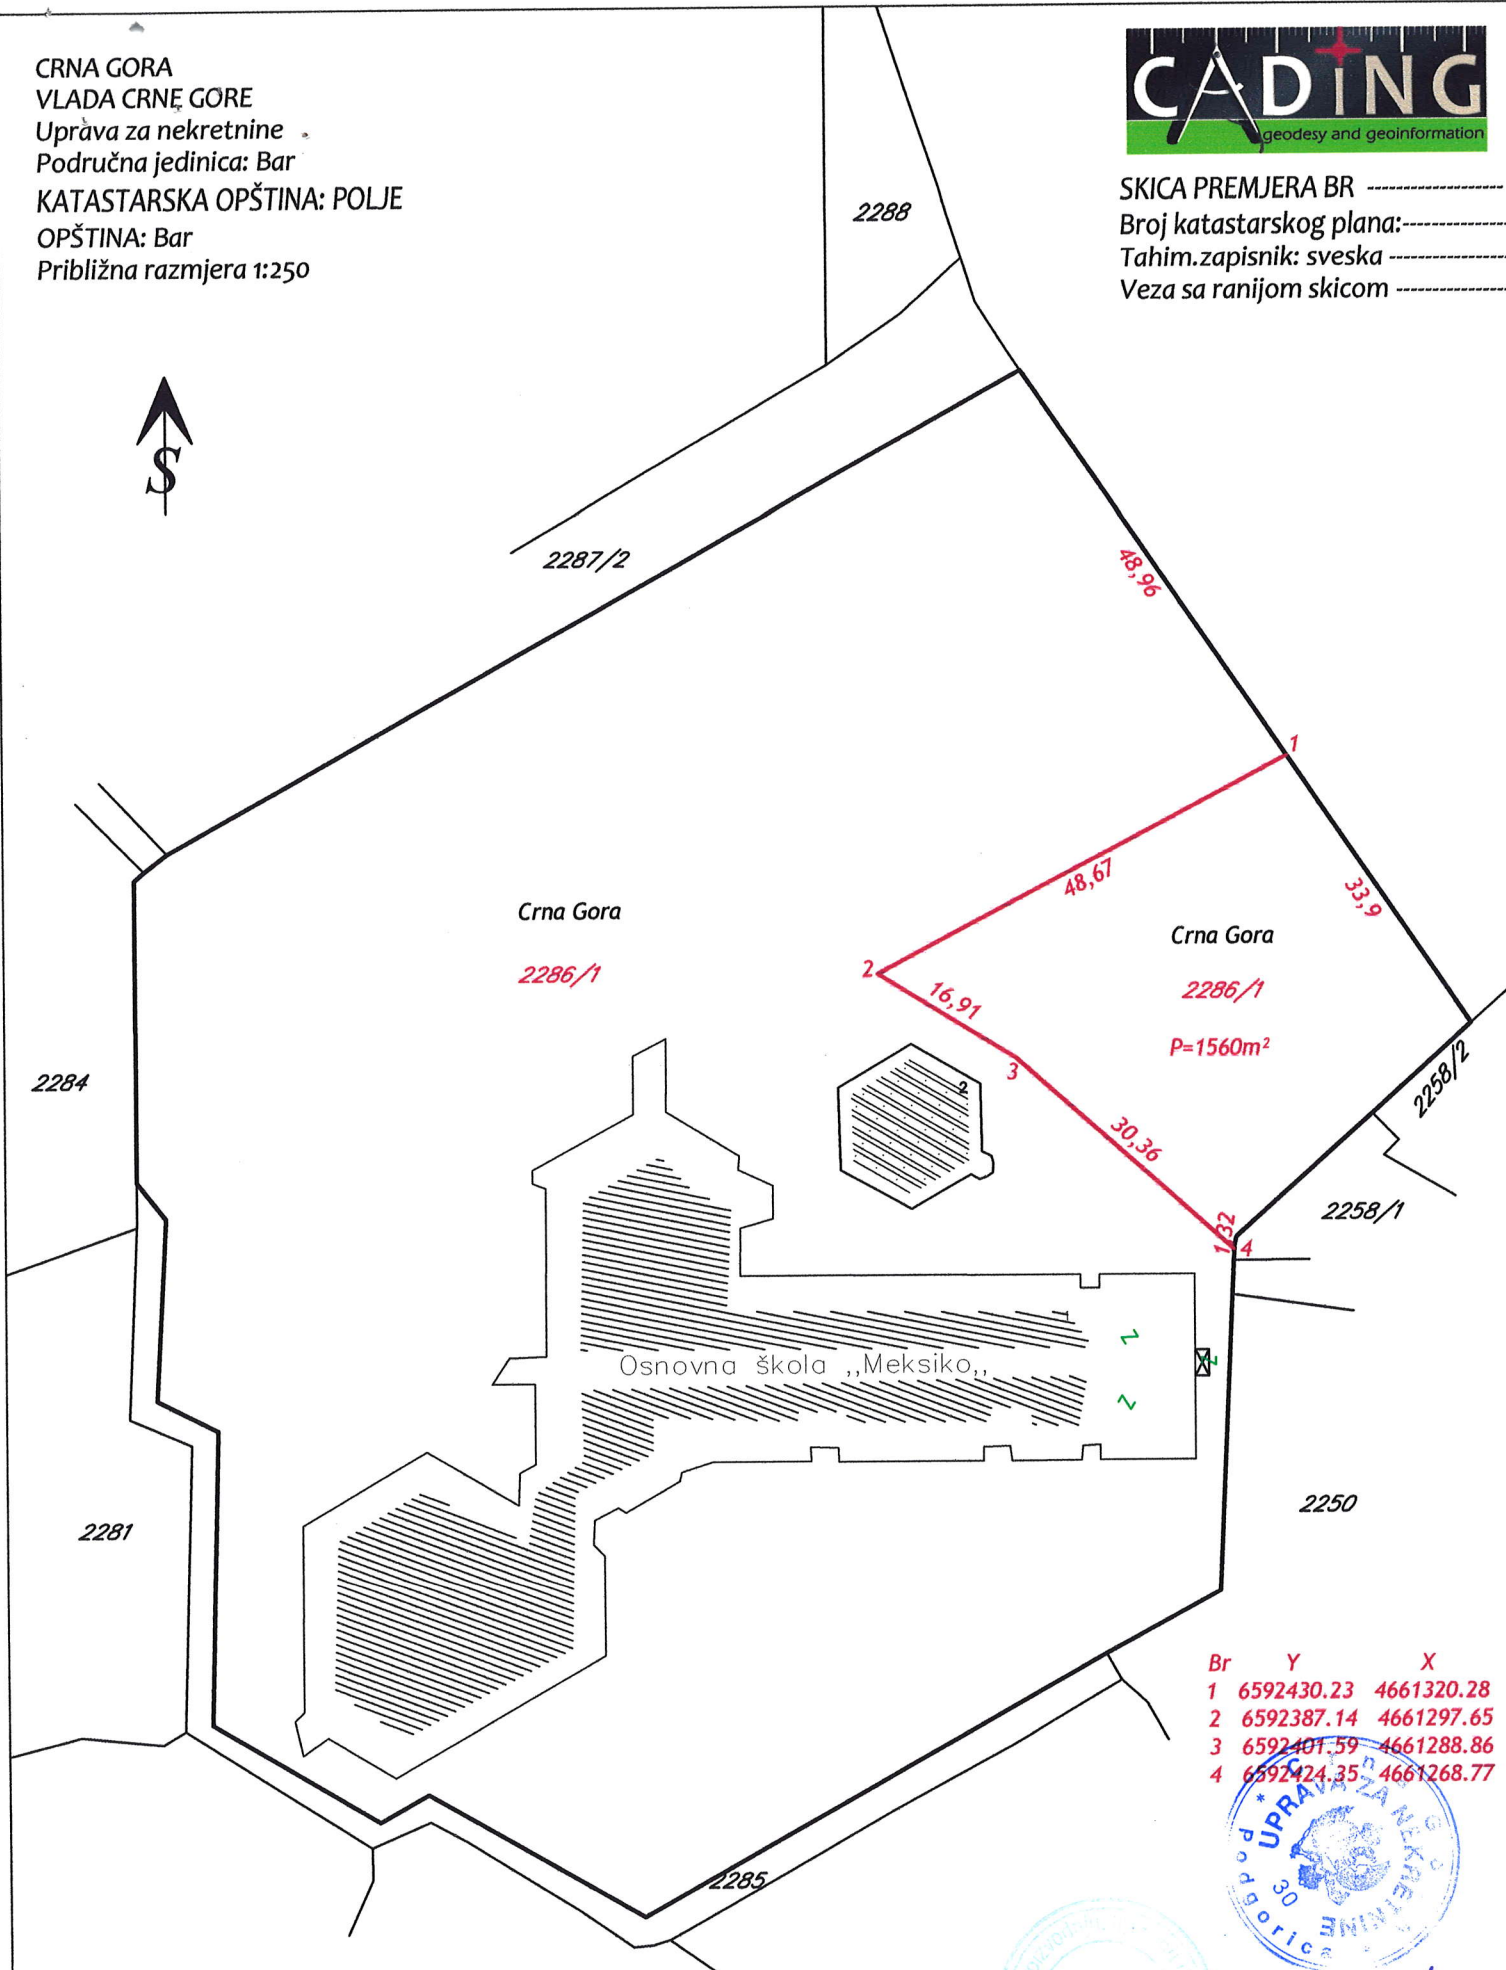 CRNA GORA
VLADA CRNE GORE
Uprava za nekretnine
Područna jedinica: Bar
KATASTARSKA OPŠTINA: POLJE
OPŠTINA: Bar
Približna razmjera 1:250
CADiNG
geodesy and geoinformation
SKICA PREMJERA BR -------------------
Broj katastarskog plana:---------------
Tahim.zapisnik: sveska ----------------
Veza sa ranijom skicom ---------------
S
2288
2287/2
48,96
1
48,67
33,9
Crna Gora
2286/1
Crna Gora
2286/1
P=1560m²
2
16,91
3
2
30,36
2258/2
2284
2258/1
1,32
4
Osnovna škola ,,Meksiko,,
2281
2250
Br Y X
1 6592430.23 4661320.28
2 6592387.14 4661297.65
3 6592401.59 4661288.86
4 6592424.35 4661268.77
2285
UPRAVA ZA NEKRETNINE
30